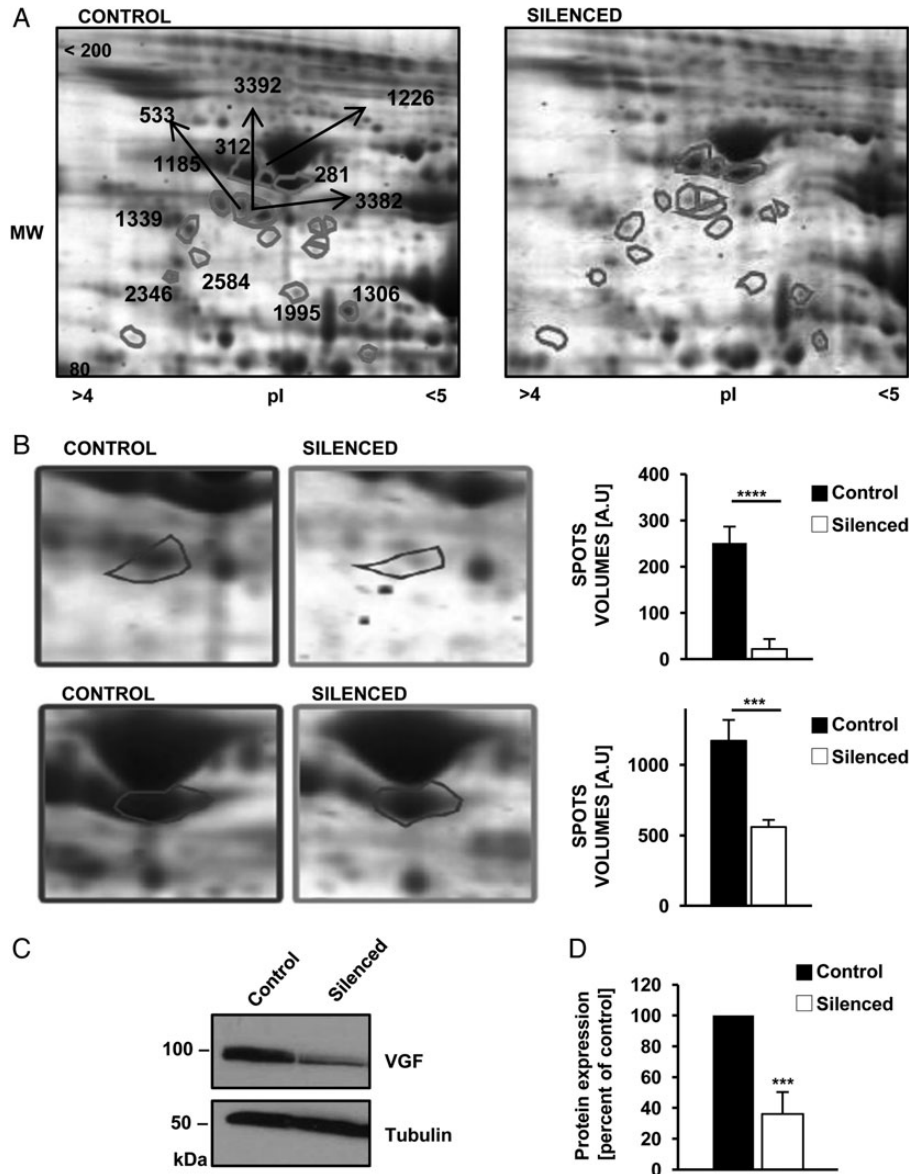 A
CONTROL
SILENCED
< 200
3392
1226
533
312
1185
281
3382
1339
MW
2584
2346
1995
1306
80
>4 pI <5
>4 pI <5
B
CONTROL
SILENCED
400
300
200
100
0
SPOTS
VOLUMES [A.U]
****
Control
Silenced
CONTROL
SILENCED
1000
500
0
SPOTS
VOLUMES [A.U]
***
Control
Silenced
C
Control
Silenced
100
VGF
50
Tubulin
kDa
D
Control
Silenced
120
100
80
60
40
20
0
Protein expression
[percent of control]
***